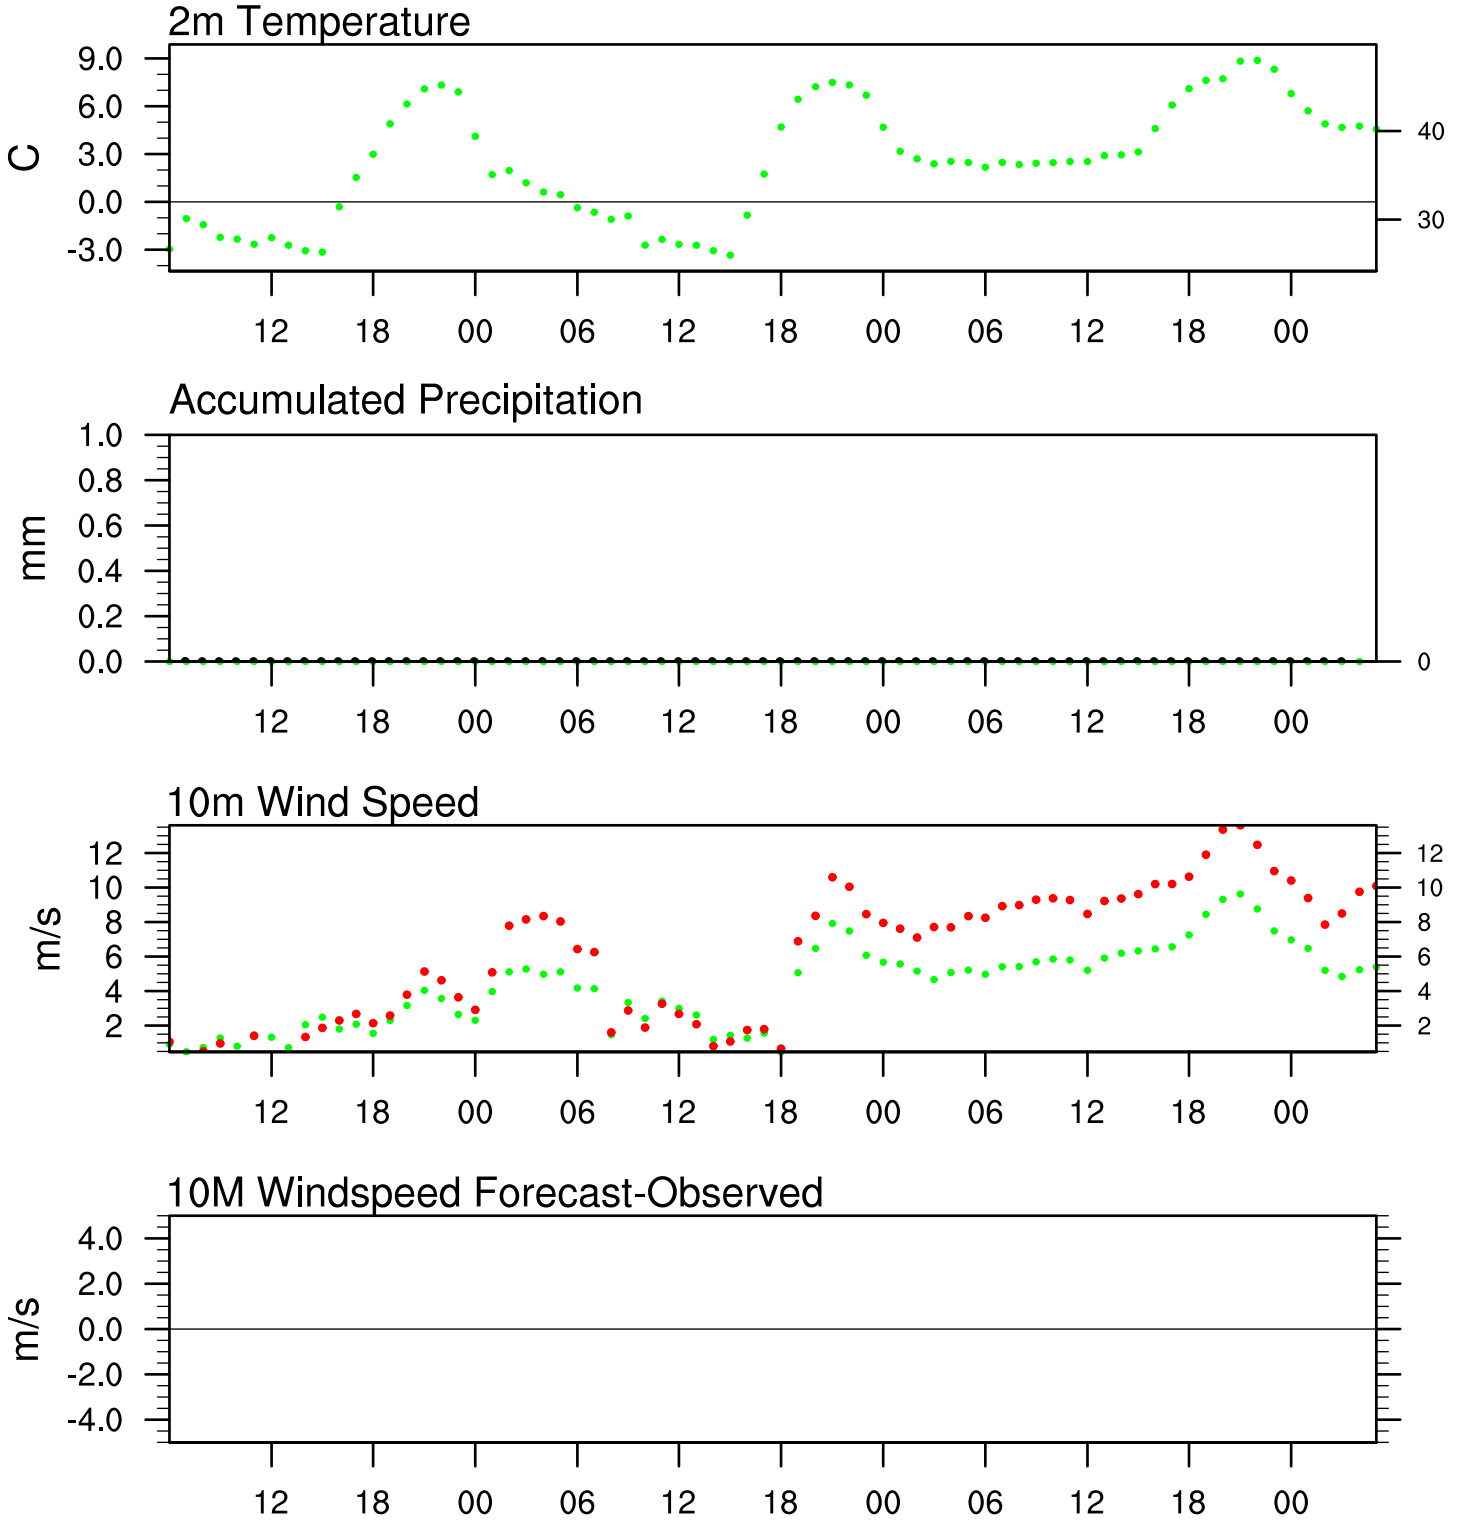 2m Temperature
9.0
6.0
3.0
0.0
-3.0
C
40
30
12 18 00 06 12 18 00 06 12 18 00
Accumulated Precipitation
1.0
0.8
0.6
0.4
0.2
0.0
mm
0
12 18 00 06 12 18 00 06 12 18 00
10m Wind Speed
12
10
8
6
4
2
m/s
12
10
8
6
4
2
12 18 00 06 12 18 00 06 12 18 00
10M Windspeed Forecast-Observed
4.0
2.0
0.0
-2.0
-4.0
m/s
12 18 00 06 12 18 00 06 12 18 00